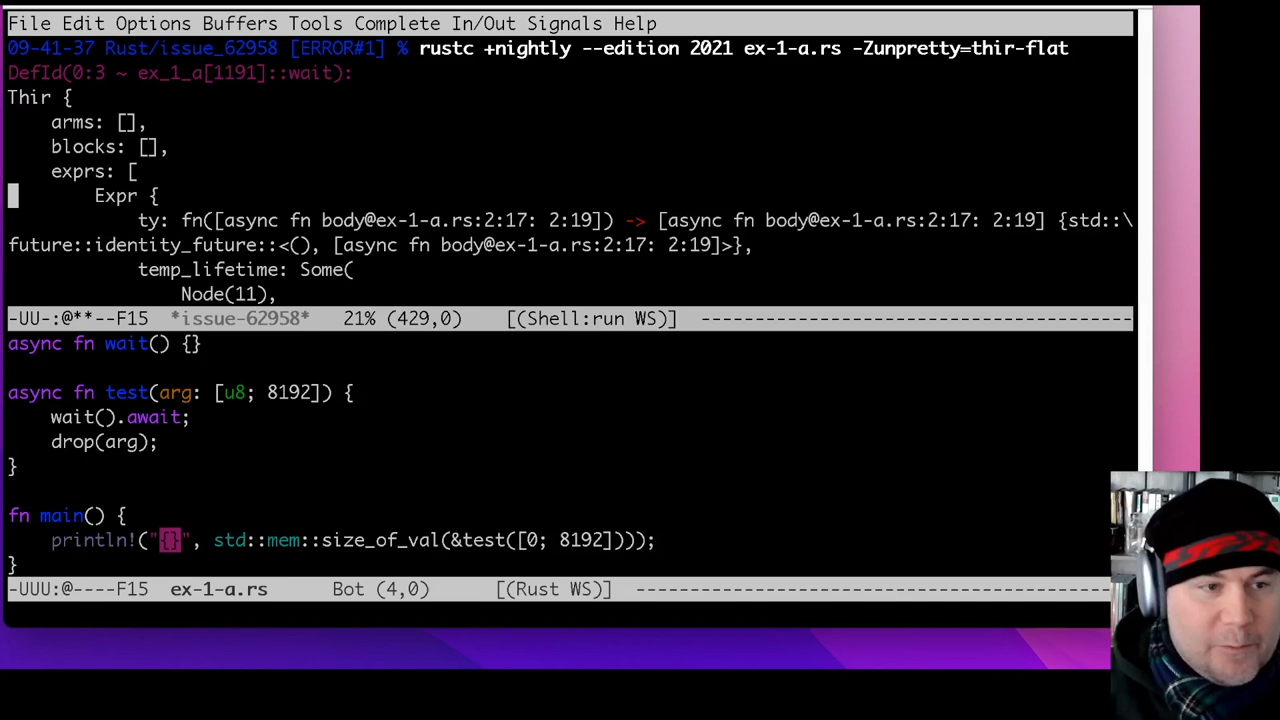 File Edit Options Buffers Tools Complete In/Out Signals Help
09-41-37 Rust/issue_62958 [ERROR#1] % rustc +nightly --edition 2021 ex-1-a.rs -Zunpretty=thir-flat
DefId(0:3 ~ ex_1_a[1191]::wait):
Thir {
    arms: [],
    blocks: [],
    exprs: [
        Expr {
            ty: fn([async fn body@ex-1-a.rs:2:17: 2:19]) -> [async fn body@ex-1-a.rs:2:17: 2:19] {std::\
future::identity_future::<(), [async fn body@ex-1-a.rs:2:17: 2:19]>},
            temp_lifetime: Some(
                Node(11),
-UU-:@**--F15  *issue-62958*   21% (429,0)    [(Shell:run WS)]  ----------------------------------------
async fn wait() {}
async fn test(arg: [u8; 8192]) {
    wait().await;
    drop(arg);
}
fn main() {
    println!("{}", std::mem::size_of_val(&test([0; 8192])));
}
-UUU:@----F15  ex-1-a.rs      Bot (4,0)      [(Rust WS)]  --------------------------------------------